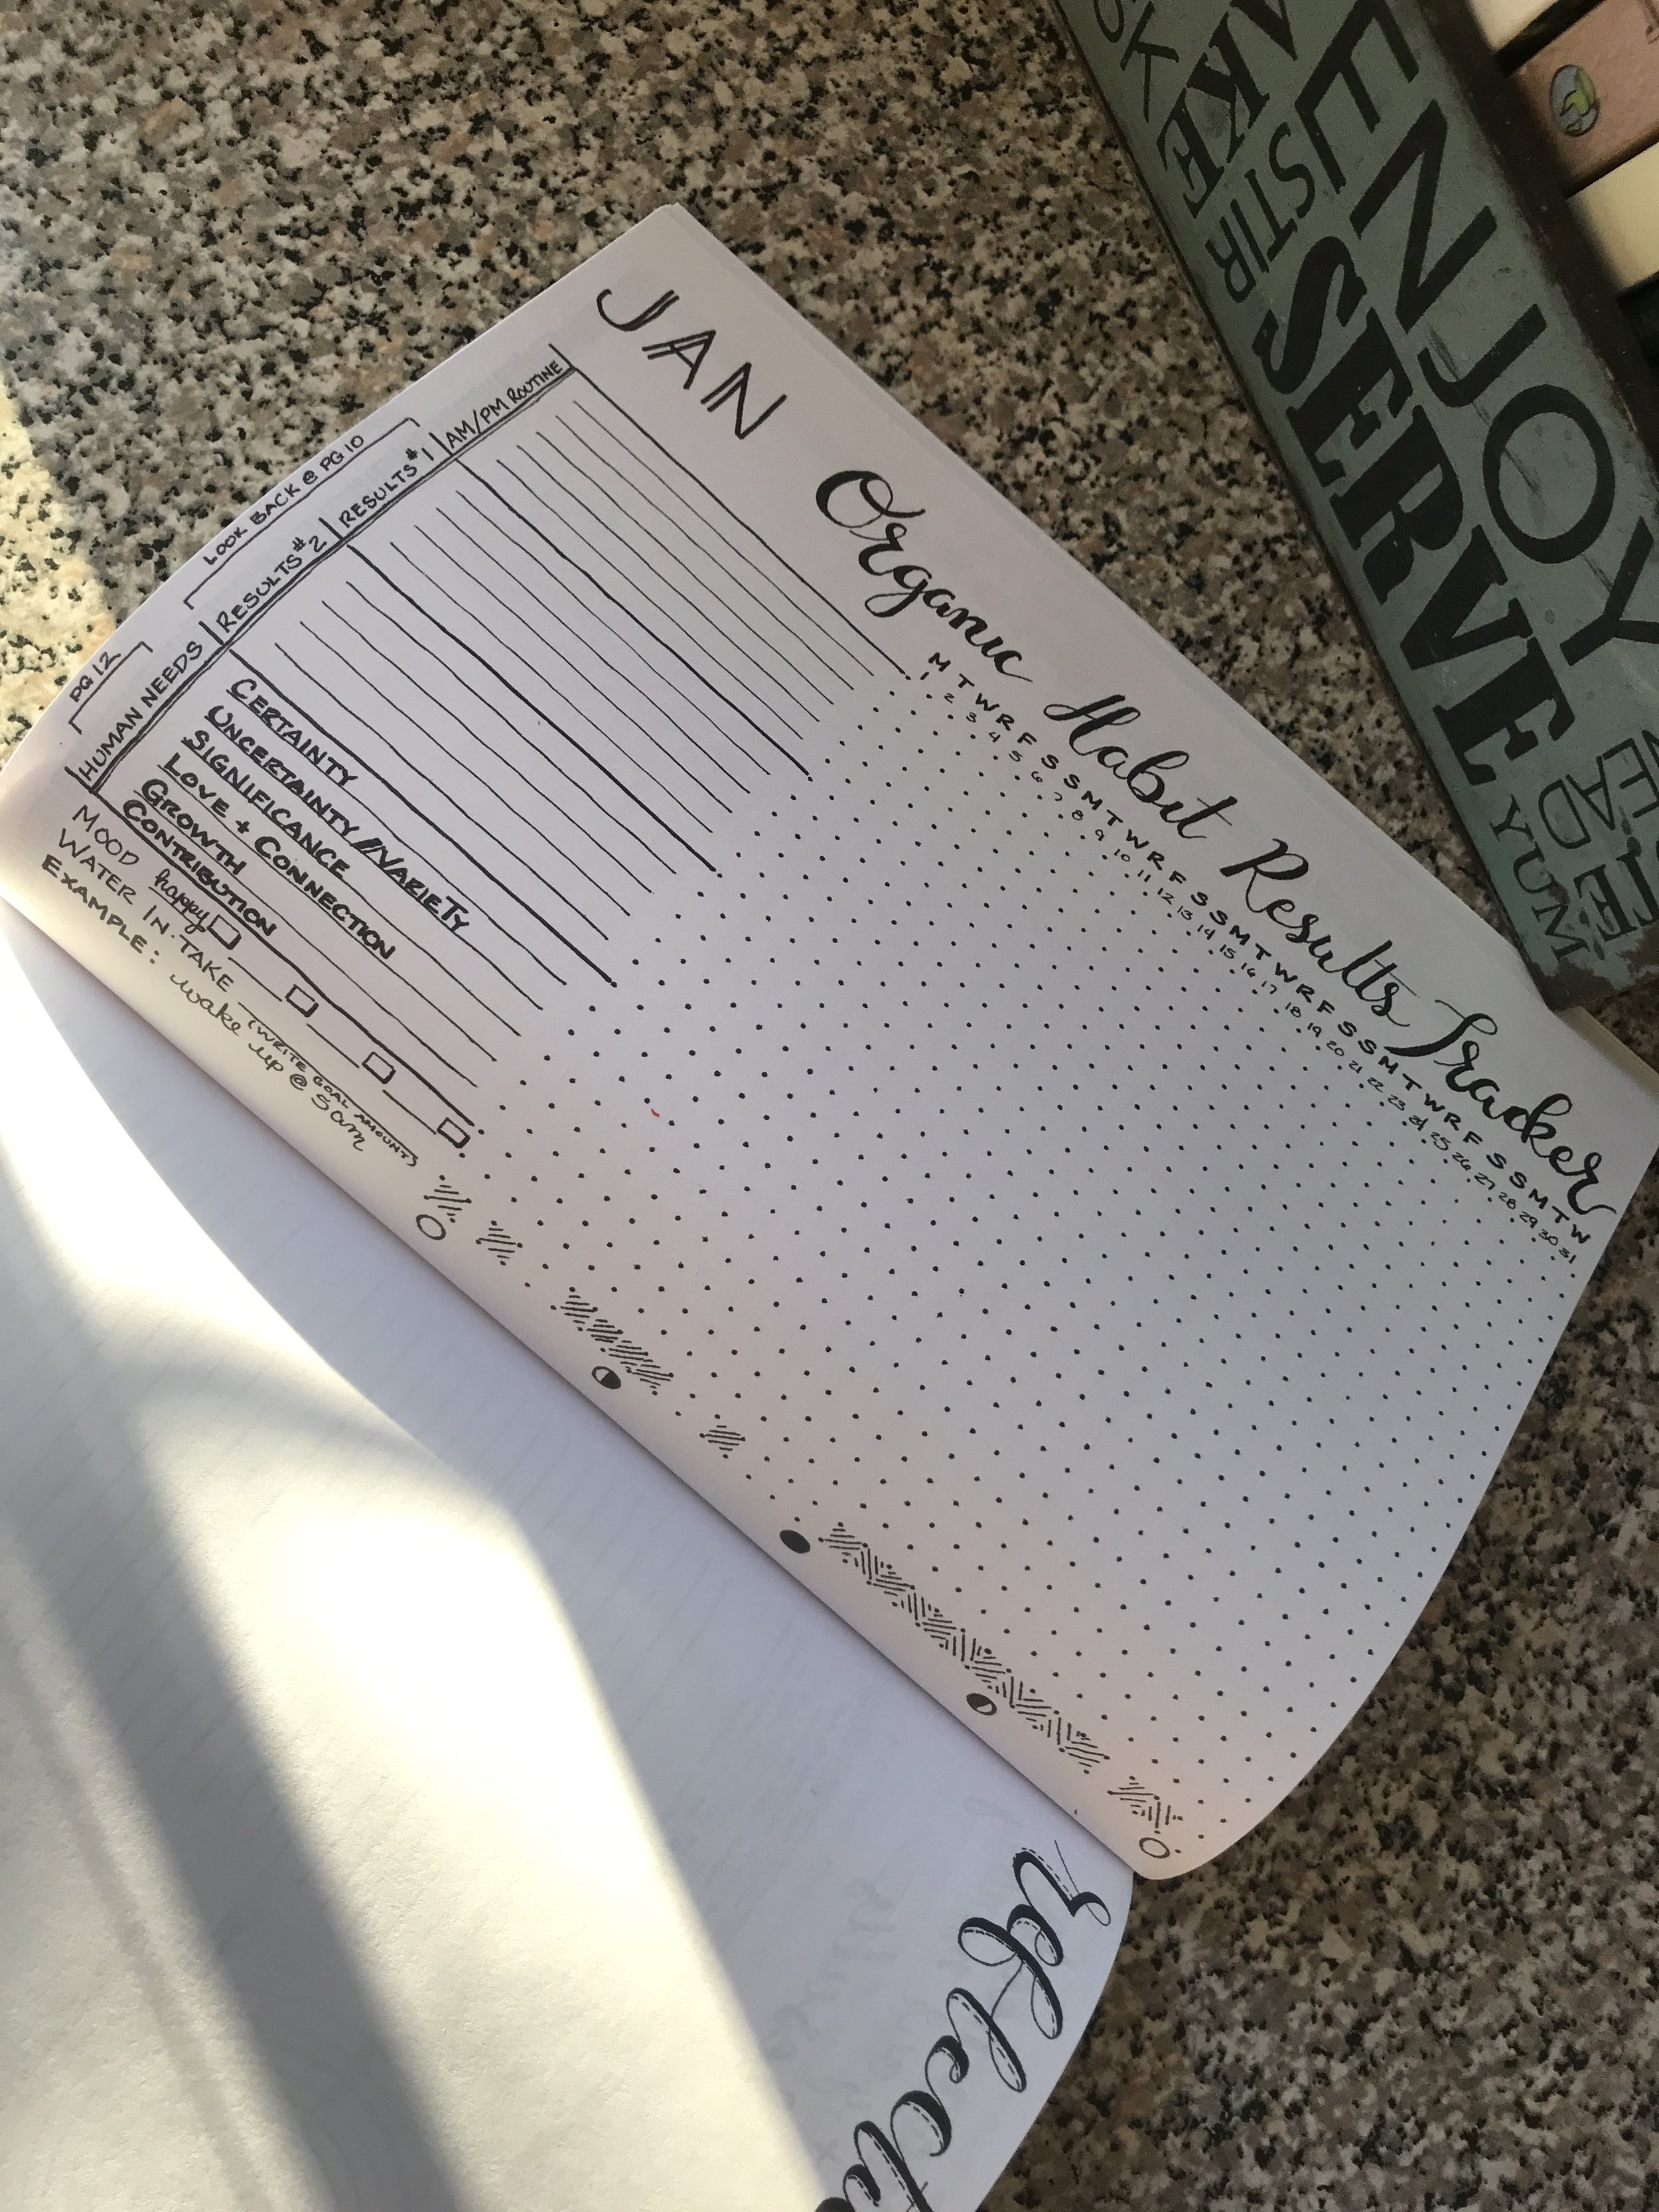 JAN Organic Habit Results Tracker
M T W R F S S M T W R F S S M T W R F S S M T W R F S S M T W
1 2 3 4 5 6 7 8 9 10 11 12 13 14 15 16 17 18 19 20 21 22 23 24 25 26 27 28 29 30 31
AM/PM ROUTINE
LOOK BACK @ PG 10
RESULTS #1
RESULTS #2
PG 12
HUMAN NEEDS
CERTAINTY
UNCERTAINTY//VARIETY
SIGNIFICANCE
LOVE + CONNECTION
GROWTH
CONTRIBUTION
MOOD happy
WATER IN-TAKE (WRITE GOAL AMOUNTS)
EXAMPLE: wake up @ 5am
ENJOY
SERVE
STIR
YUM